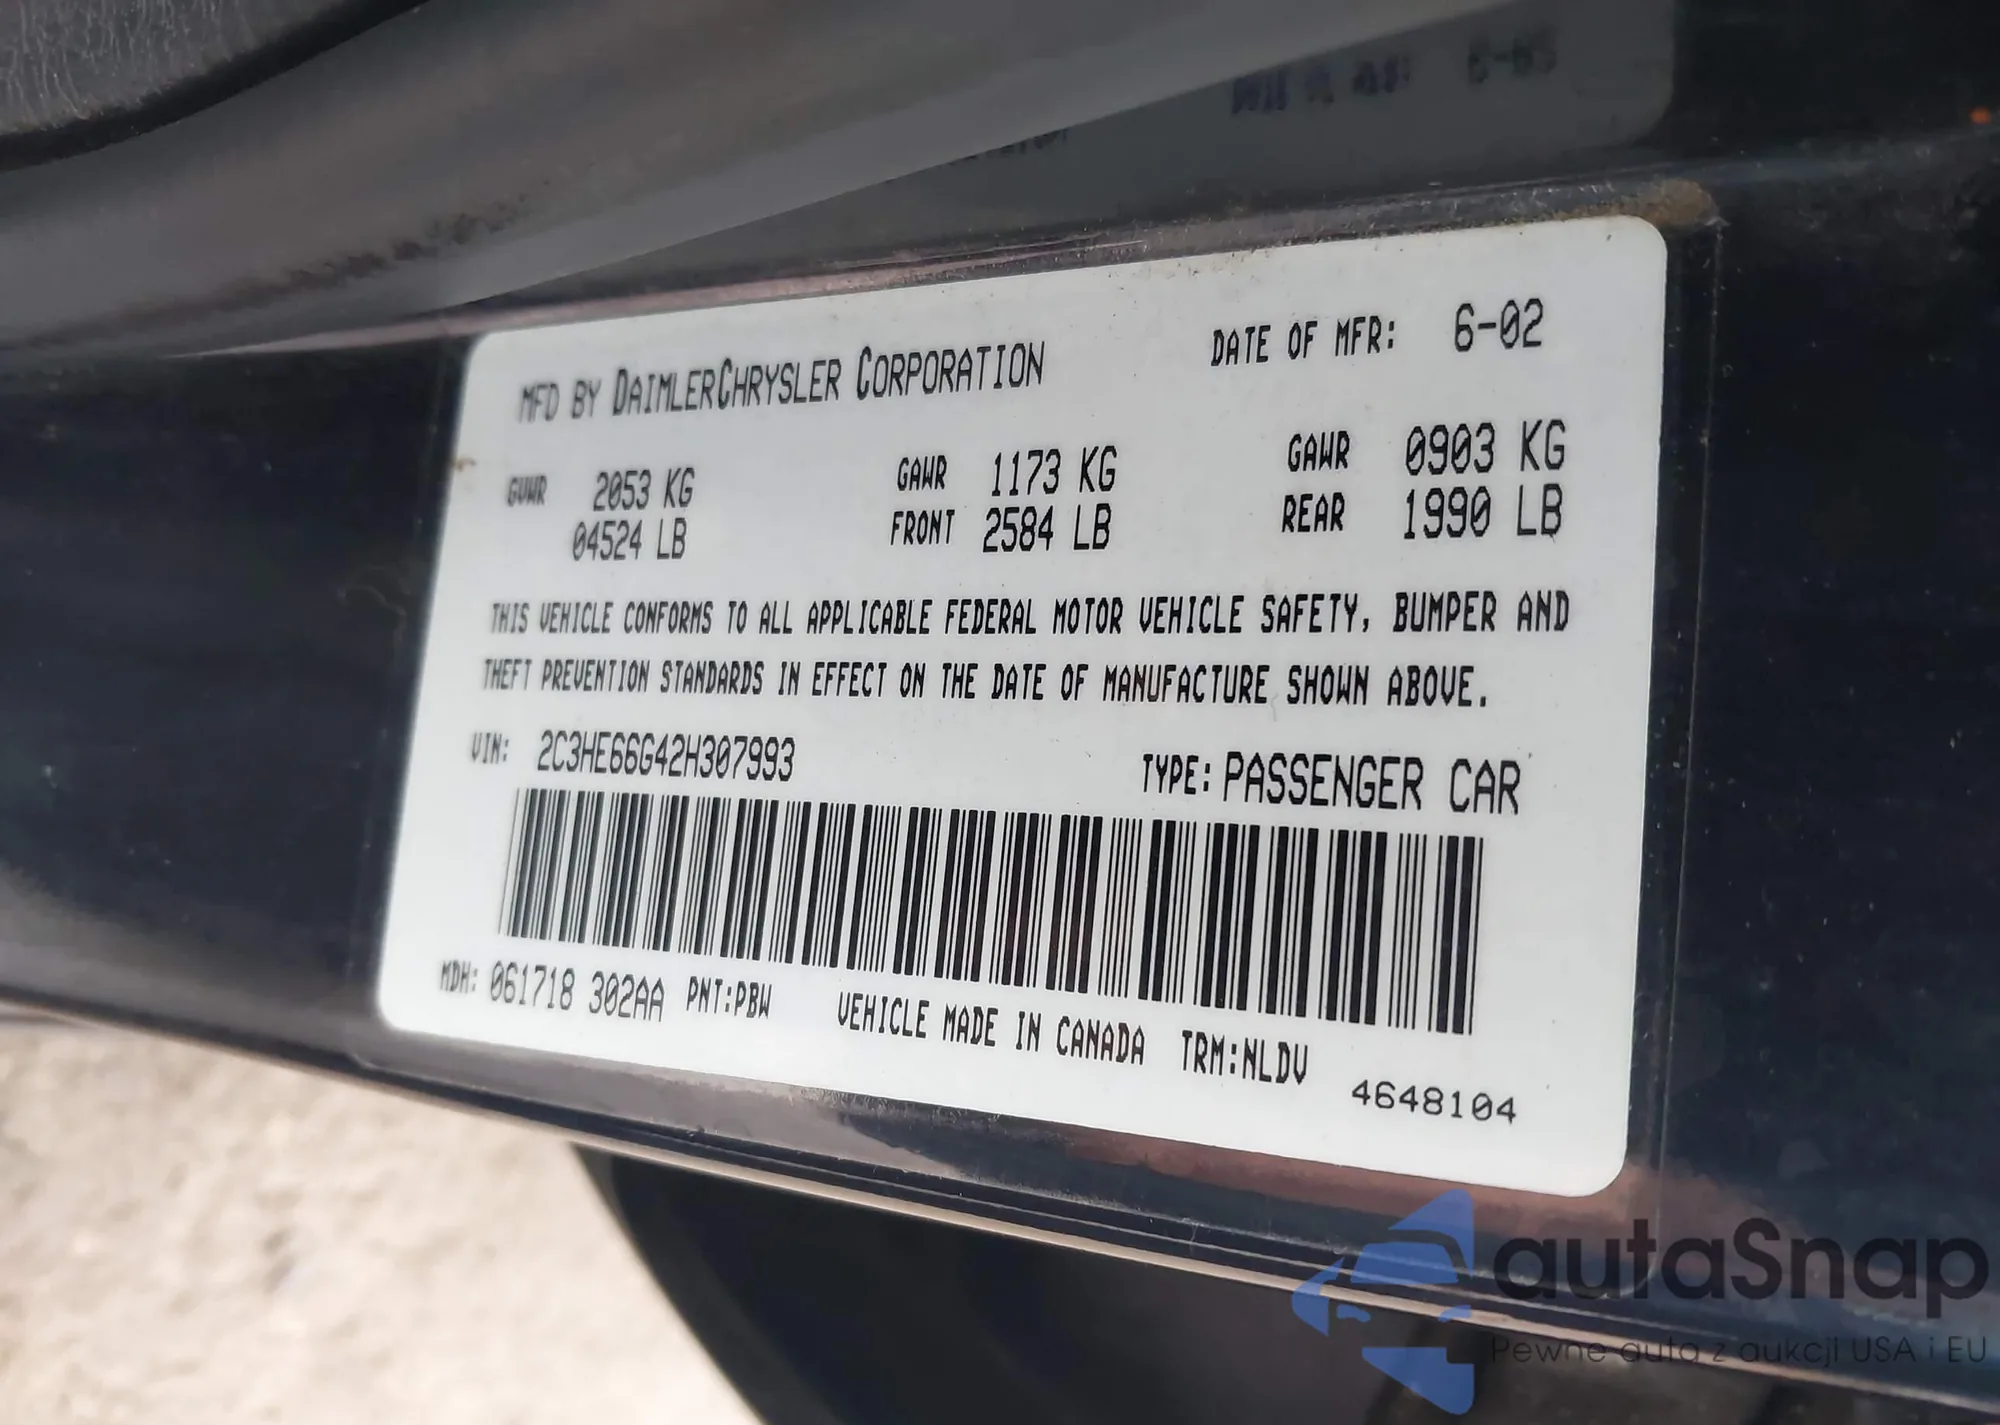 MFD BY DAIMLERCHRYSLER CORPORATION DATE OF MFR: 6-02
GVWR 2053 KG GAWR 1173 KG GAWR 0903 KG
04524 LB FRONT 2584 LB REAR 1990 LB
THIS VEHICLE CONFORMS TO ALL APPLICABLE FEDERAL MOTOR VEHICLE SAFETY, BUMPER AND
THEFT PREVENTION STANDARDS IN EFFECT ON THE DATE OF MANUFACTURE SHOWN ABOVE.
VIN: 2C3HE66G42H307993 TYPE: PASSENGER CAR
MDH: 061718 302AA PNT:PBW VEHICLE MADE IN CANADA TRM:NLDV
4648104
autaSnap
Pewne auta z aukcji USA i EU